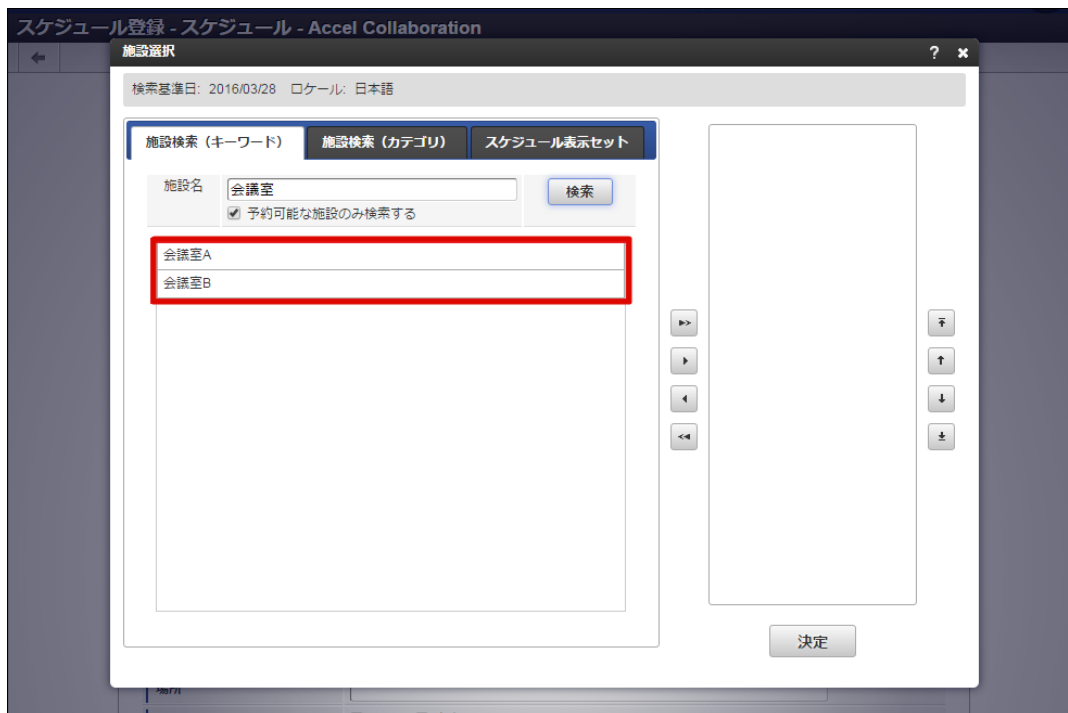 スケジュール登録 - スケジュール - Accel Collaboration
施設選択
検索基準日: 2016/03/28 ロケール: 日本語
施設検索（キーワード） 施設検索（カテゴリ） スケジュール表示セット
施設名 会議室 検索
予約可能な施設のみ検索する
会議室A
会議室B
決定
場所